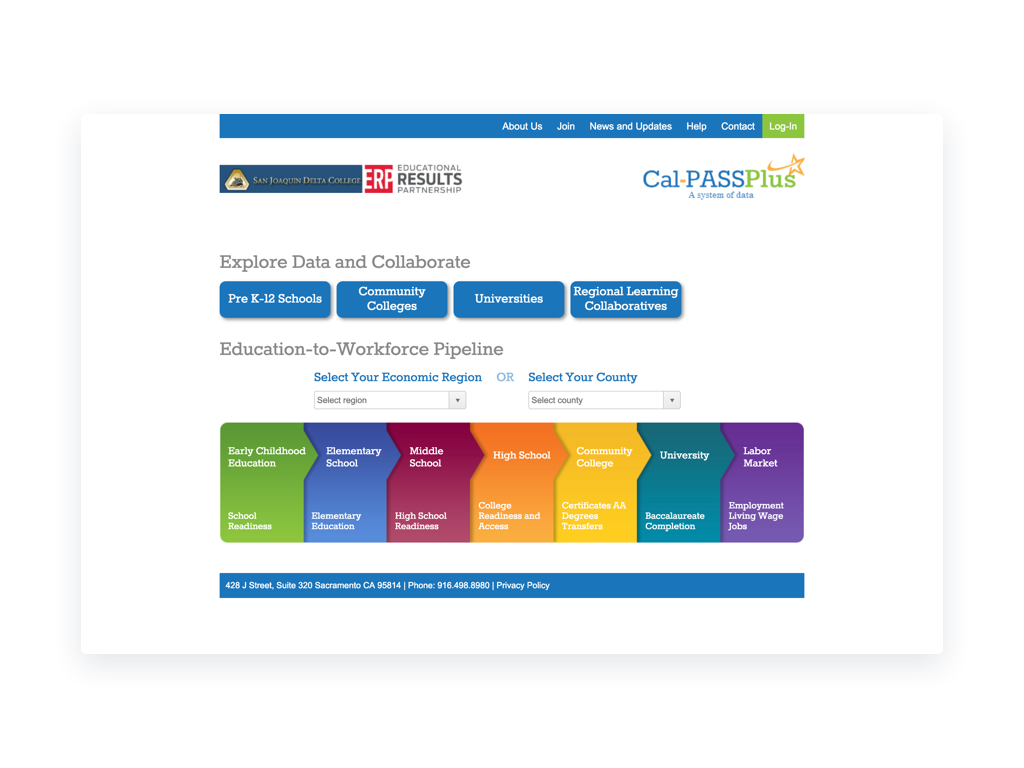 About Us Join News and Updates Help Contact Log-In
SAN JOAQUIN DELTA COLLEGE
ERP
EDUCATIONAL
RESULTS
PARTNERSHIP
Cal-PASSPlus
A system of data
Explore Data and Collaborate
Pre K-12 Schools
Community
Colleges
Universities
Regional Learning
Collaboratives
Education-to-Workforce Pipeline
Select Your Economic Region OR Select Your County
Select region
Select county
Early Childhood
Education
Elementary
School
Middle
School
High School
Community
College
University
Labor
Market
School
Readiness
Elementary
Education
High School
Readiness
College
Readiness and
Access
Certificates AA
Degrees
Transfers
Baccalaureate
Completion
Employment
Living Wage
Jobs
428 J Street, Suite 320 Sacramento CA 95814 | Phone: 916.498.8980 | Privacy Policy